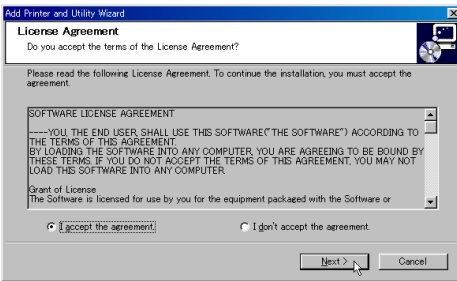 Add Printer and Utility Wizard
License Agreement
Do you accept the terms of the License Agreement?
Please read the following License Agreement. To continue the installation, you must accept the
agreement.
SOFTWARE LICENSE AGREEMENT
----YOU, THE END USER, SHALL USE THIS SOFTWARE("THE SOFTWARE") ACCORDING TO
THE TERMS OF THIS AGREEMENT.
BY LOADING THE SOFTWARE INTO ANY COMPUTER, YOU ARE AGREEING TO BE BOUND BY
THESE TERMS. IF YOU DO NOT ACCEPT THE TERMS OF THIS AGREEMENT, YOU MAY NOT
LOAD THIS SOFTWARE INTO ANY COMPUTER.
Grant of License
The Software is licensed for use by you for the equipment packaged with the Software or
I accept the agreement.
I don't accept the agreement.
Next >
Cancel